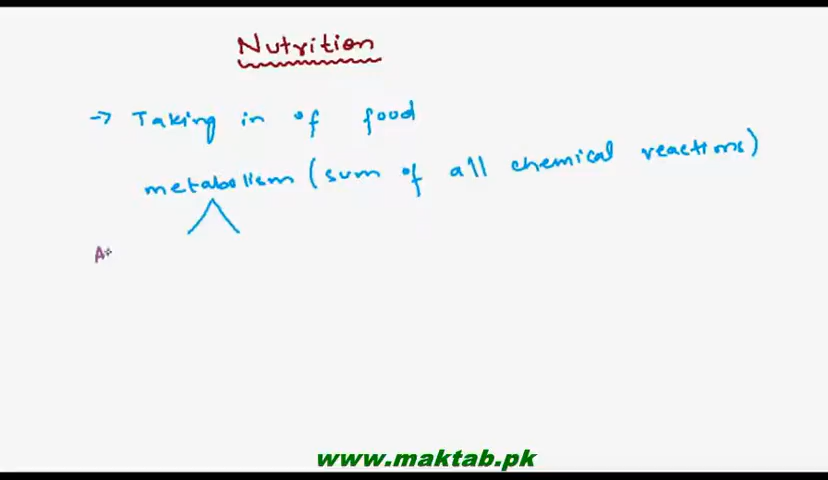 Nutrition
→ Taking in of food
metabolism (sum of all chemical reactions)
www.maktab.pk